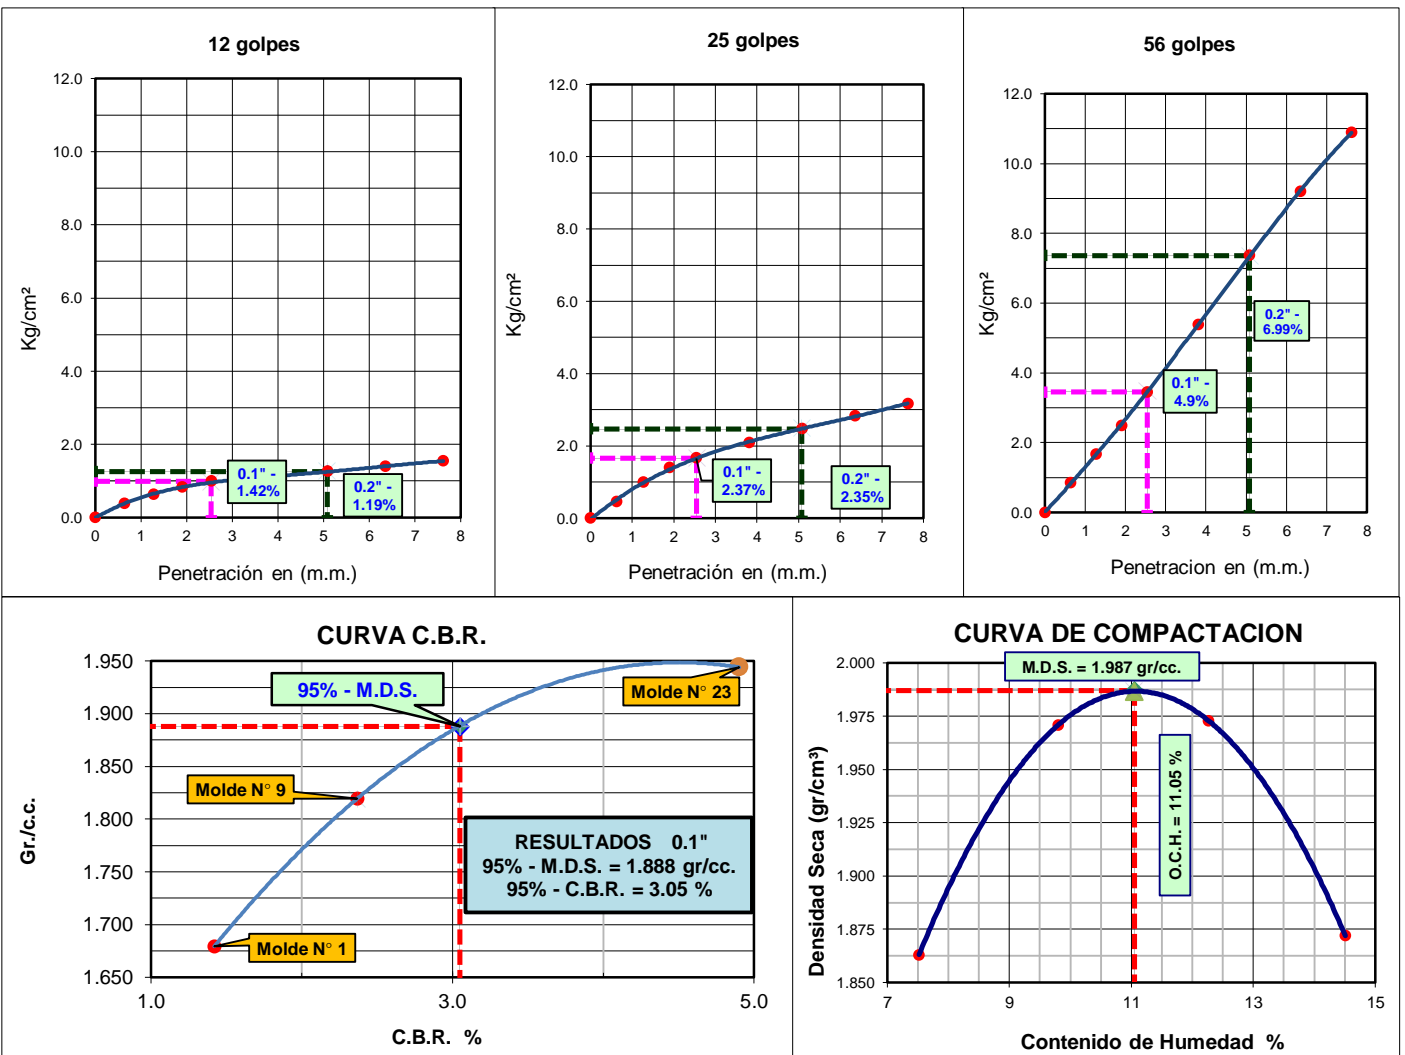 12 golpes
12.0
10.0
8.0
6.0
4.0
2.0
0.0
Kg/cm²
0.1" -
1.42%
0.2" -
1.19%
0 1 2 3 4 5 6 7 8
Penetración en (m.m.)
25 golpes
12.0
10.0
8.0
6.0
4.0
2.0
0.0
Kg/cm²
0.1" -
2.37%
0.2" -
2.35%
0 1 2 3 4 5 6 7 8
Penetración en (m.m.)
56 golpes
12.0
10.0
8.0
6.0
4.0
2.0
0.0
Kg/cm²
0.2" -
6.99%
0.1" -
4.9%
0 1 2 3 4 5 6 7 8
Penetracion en (m.m.)
CURVA C.B.R.
1.950
1.900
1.850
1.800
1.750
1.700
1.650
Gr./c.c.
95% - M.D.S.
Molde N° 23
Molde N° 9
Molde N° 1
RESULTADOS 0.1"
95% - M.D.S. = 1.888 gr/cc.
95% - C.B.R. = 3.05 %
1.0 3.0 5.0
C.B.R. %
CURVA DE COMPACTACION
2.000
1.975
1.950
1.925
1.900
1.875
1.850
Densidad Seca (gr/cm³)
M.D.S. = 1.987 gr/cc.
O.C.H. = 11.05 %
7 9 11 13 15
Contenido de Humedad %